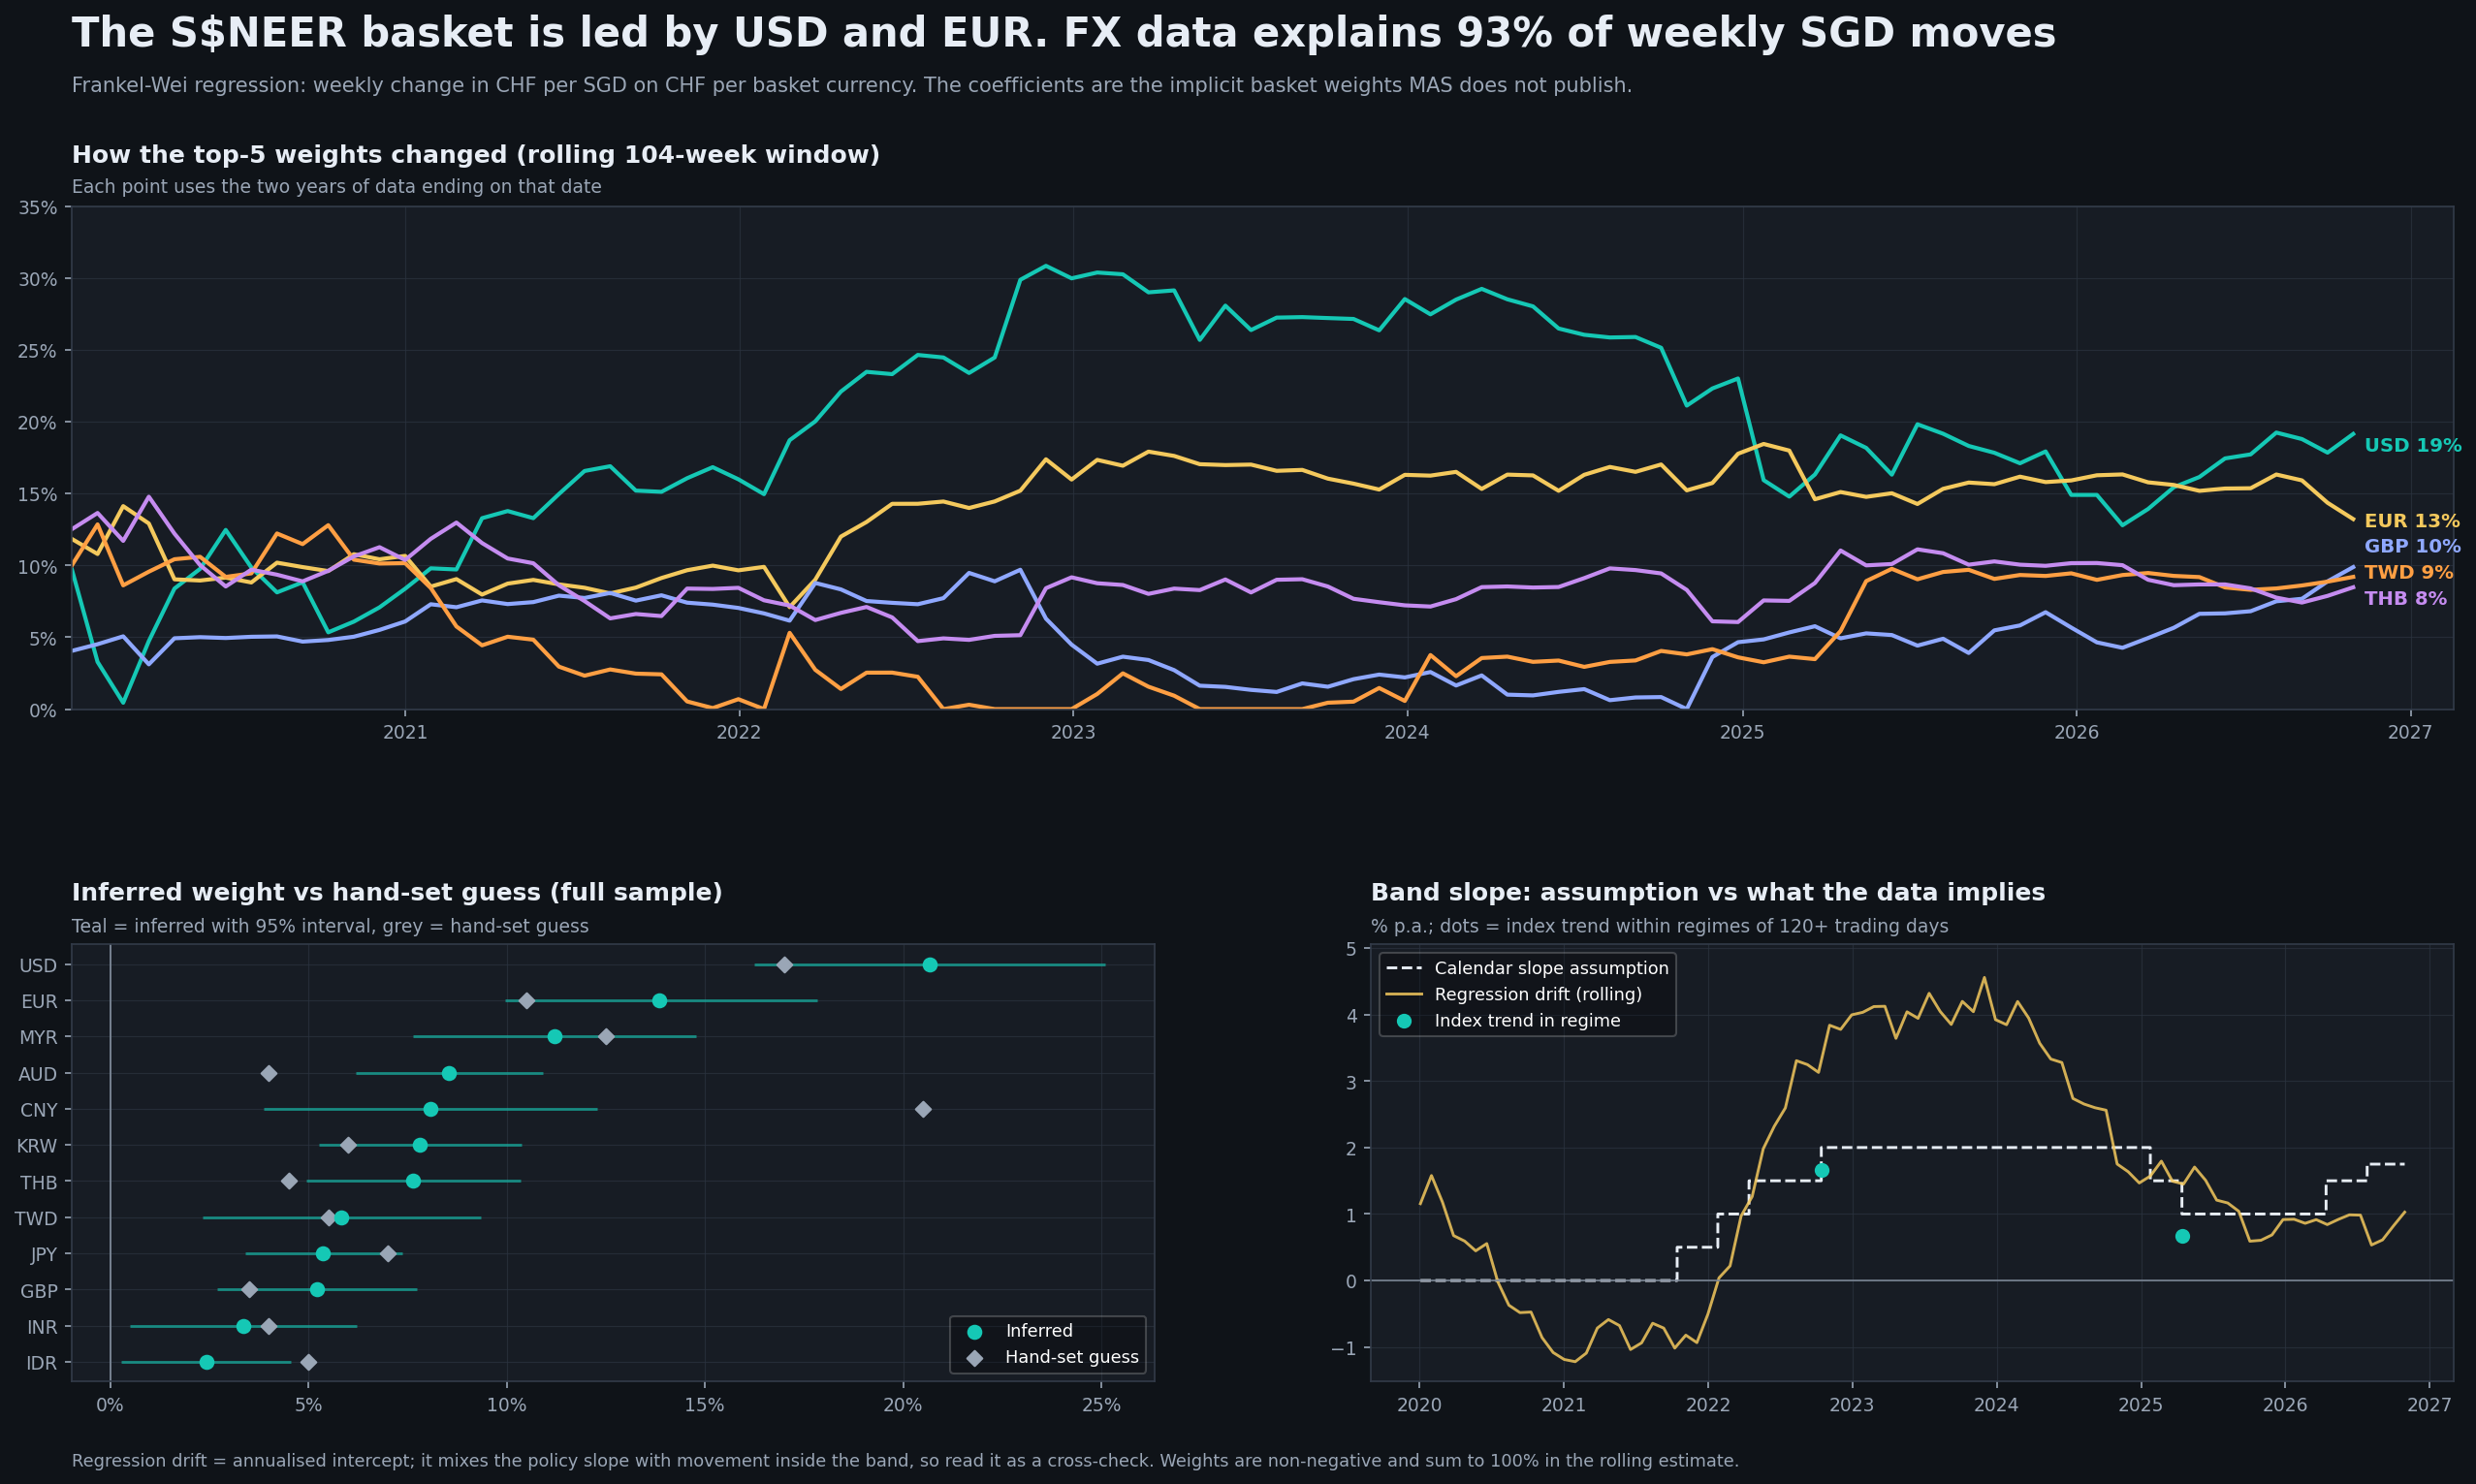 The S$NEER basket is led by USD and EUR. FX data explains 93% of weekly SGD moves
Frankel-Wei regression: weekly change in CHF per SGD on CHF per basket currency. The coefficients are the implicit basket weights MAS does not publish.
How the top-5 weights changed (rolling 104-week window)
Each point uses the two years of data ending on that date
35%
30%
25%
20%
15%
10%
5%
0%
USD 19%
EUR 13%
GBP 10%
TWD 9%
THB 8%
2021 2022 2023 2024 2025 2026 2027
Inferred weight vs hand-set guess (full sample)
Teal = inferred with 95% interval, grey = hand-set guess
USD
EUR
MYR
AUD
CNY
KRW
THB
TWD
JPY
GBP
INR
IDR
Inferred
Hand-set guess
0% 5% 10% 15% 20% 25%
Band slope: assumption vs what the data implies
% p.a.; dots = index trend within regimes of 120+ trading days
5
4
3
2
1
0
−1
Calendar slope assumption
Regression drift (rolling)
Index trend in regime
2020 2021 2022 2023 2024 2025 2026 2027
Regression drift = annualised intercept; it mixes the policy slope with movement inside the band, so read it as a cross-check. Weights are non-negative and sum to 100% in the rolling estimate.